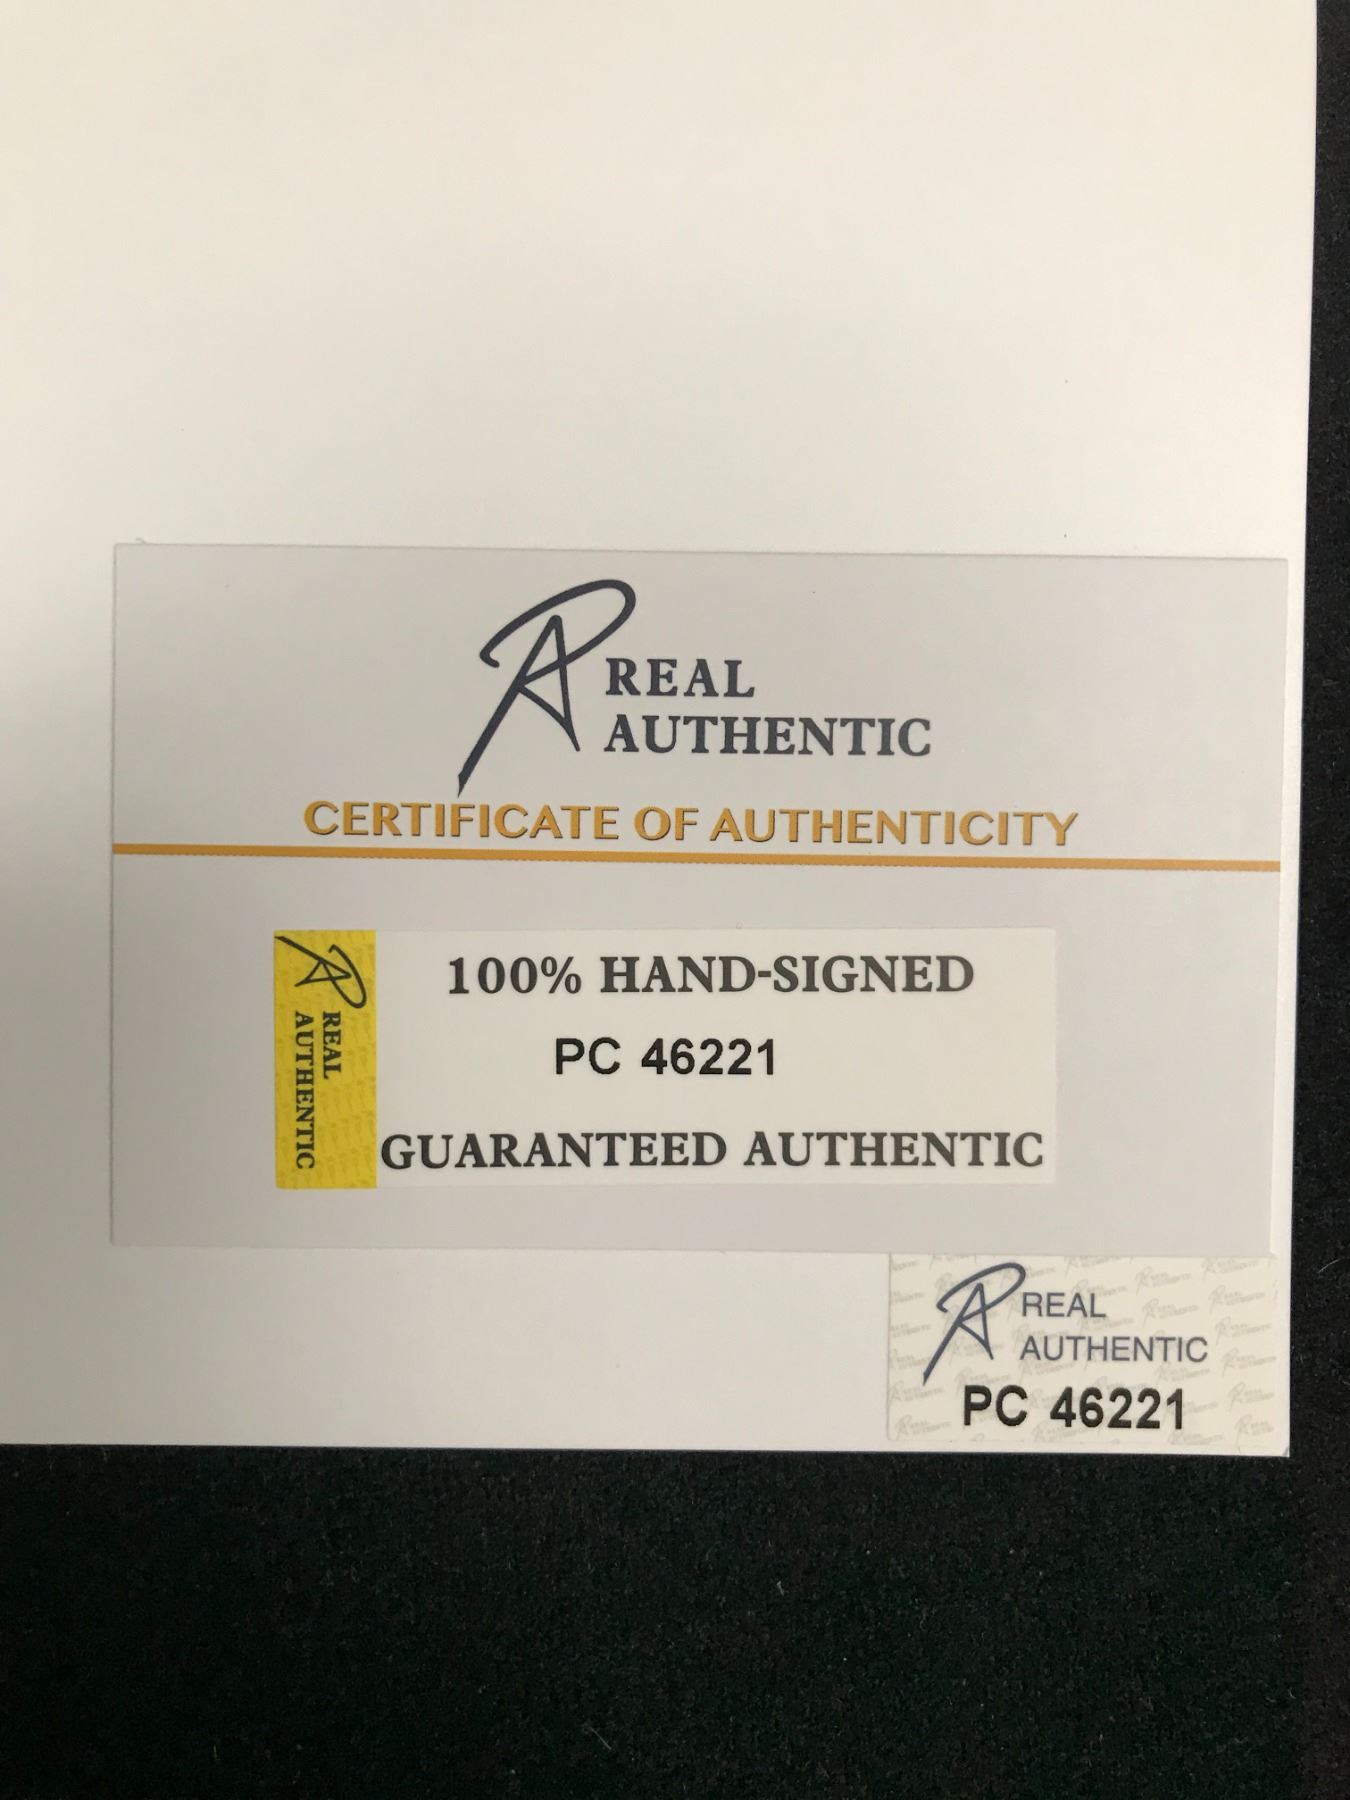 REAL
AUTHENTIC
CERTIFICATE OF AUTHENTICITY
REAL
AUTHENTIC
100% HAND-SIGNED
PC 46221
GUARANTEED AUTHENTIC
REAL
AUTHENTIC
PC 46221